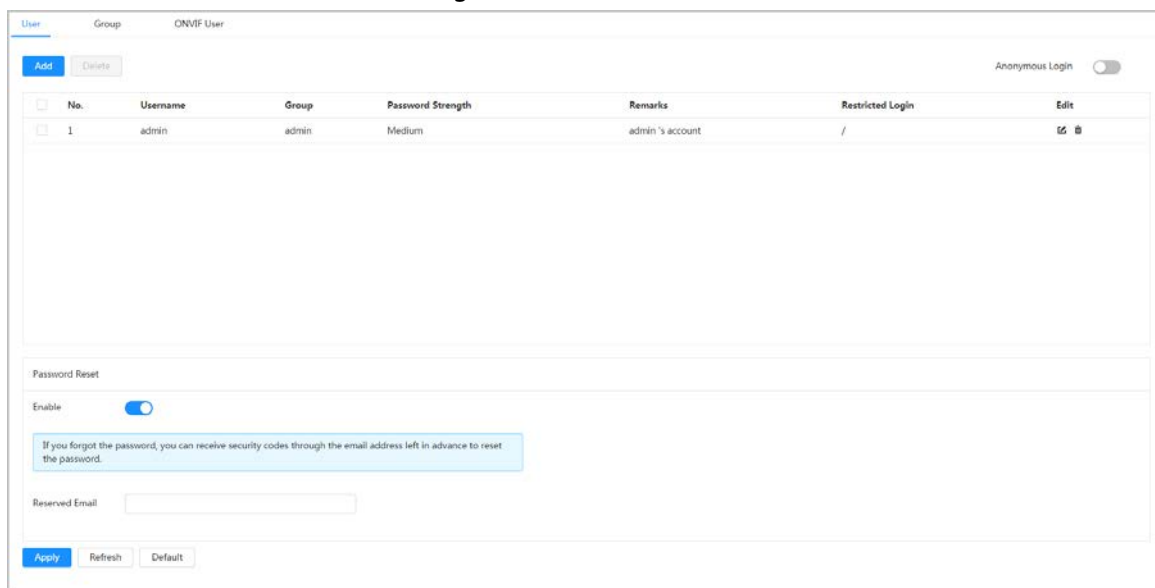 User Group ONVIF User
Add Delete Anonymous Login
No. Username Group Password Strength Remarks Restricted Login Edit
1 admin admin Medium admin 's account /
Password Reset
Enable
If you forgot the password, you can receive security codes through the email address left in advance to reset
the password.
Reserved Email
Apply Refresh Default